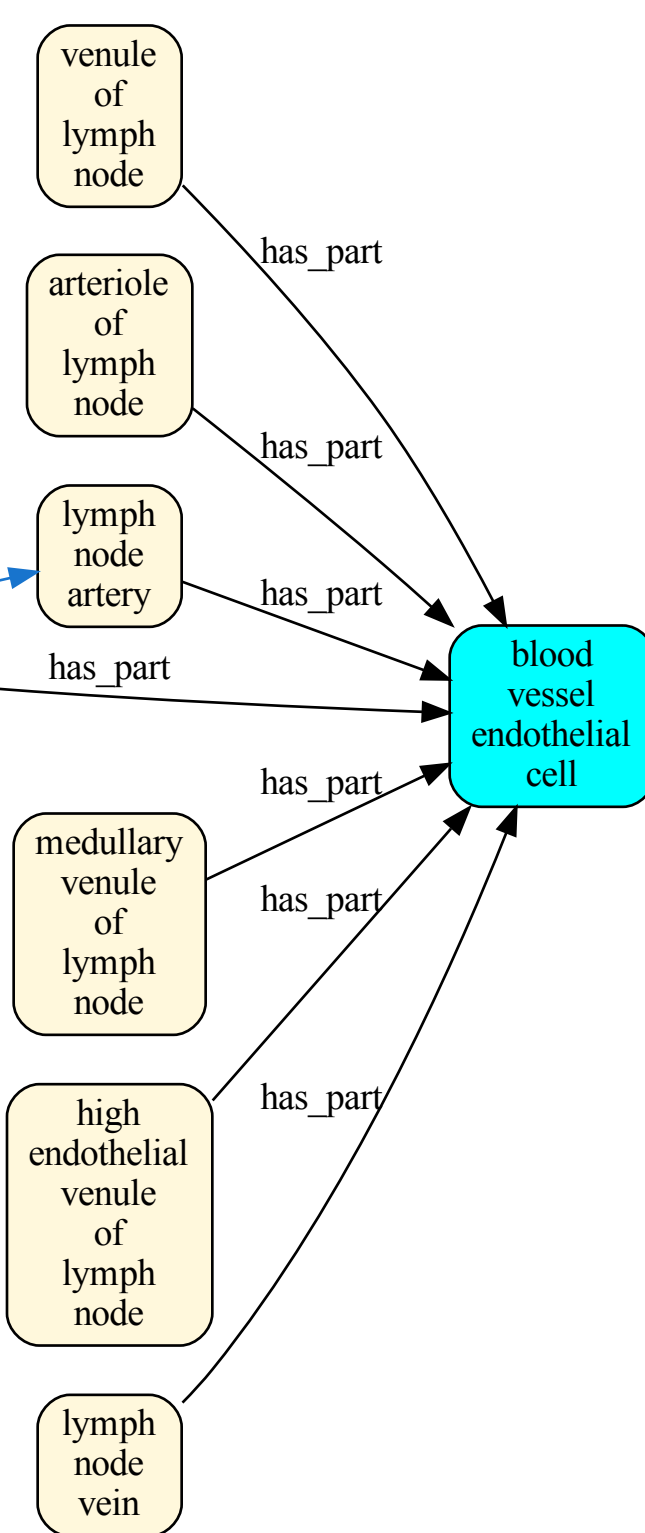 venule
of
lymph
node
has_part
arteriole
of
lymph
node
has_part
lymph
node
artery
has_part
has_part
blood
vessel
endothelial
cell
has_part
medullary
venule
of
lymph
node
has_part
high
endothelial
venule
of
lymph
node
has_part
lymph
node
vein